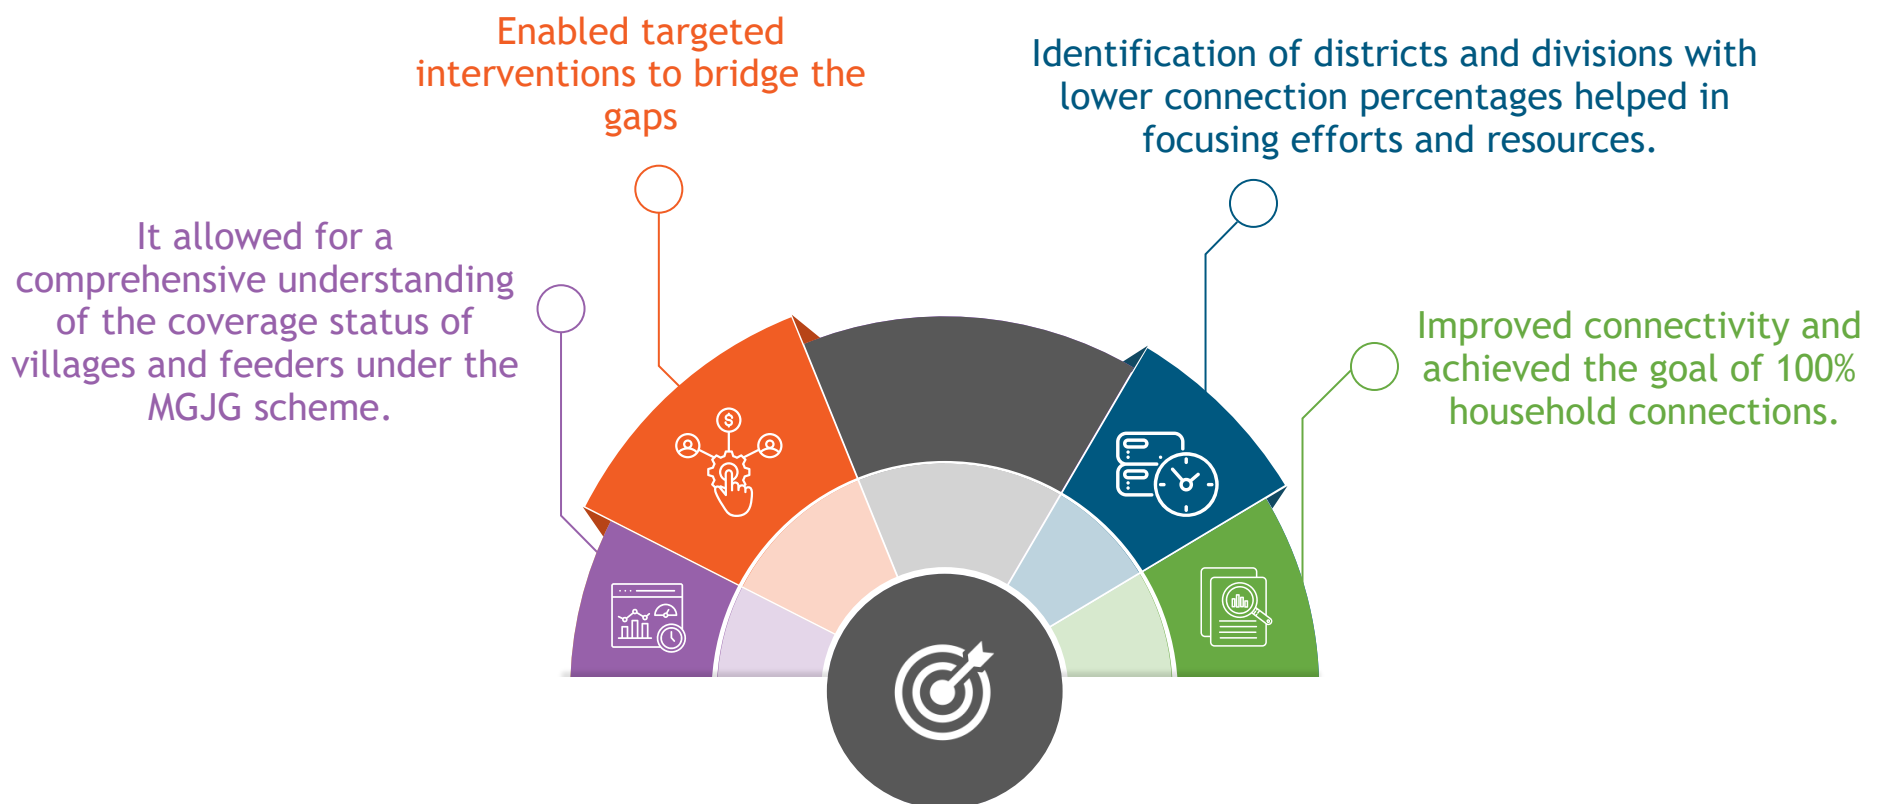 Enabled targeted
interventions to bridge the
gaps
Identification of districts and divisions with
lower connection percentages helped in
focusing efforts and resources.
It allowed for a
comprehensive understanding
of the coverage status of
villages and feeders under the
MGJG scheme.
Improved connectivity and
achieved the goal of 100%
household connections.
$